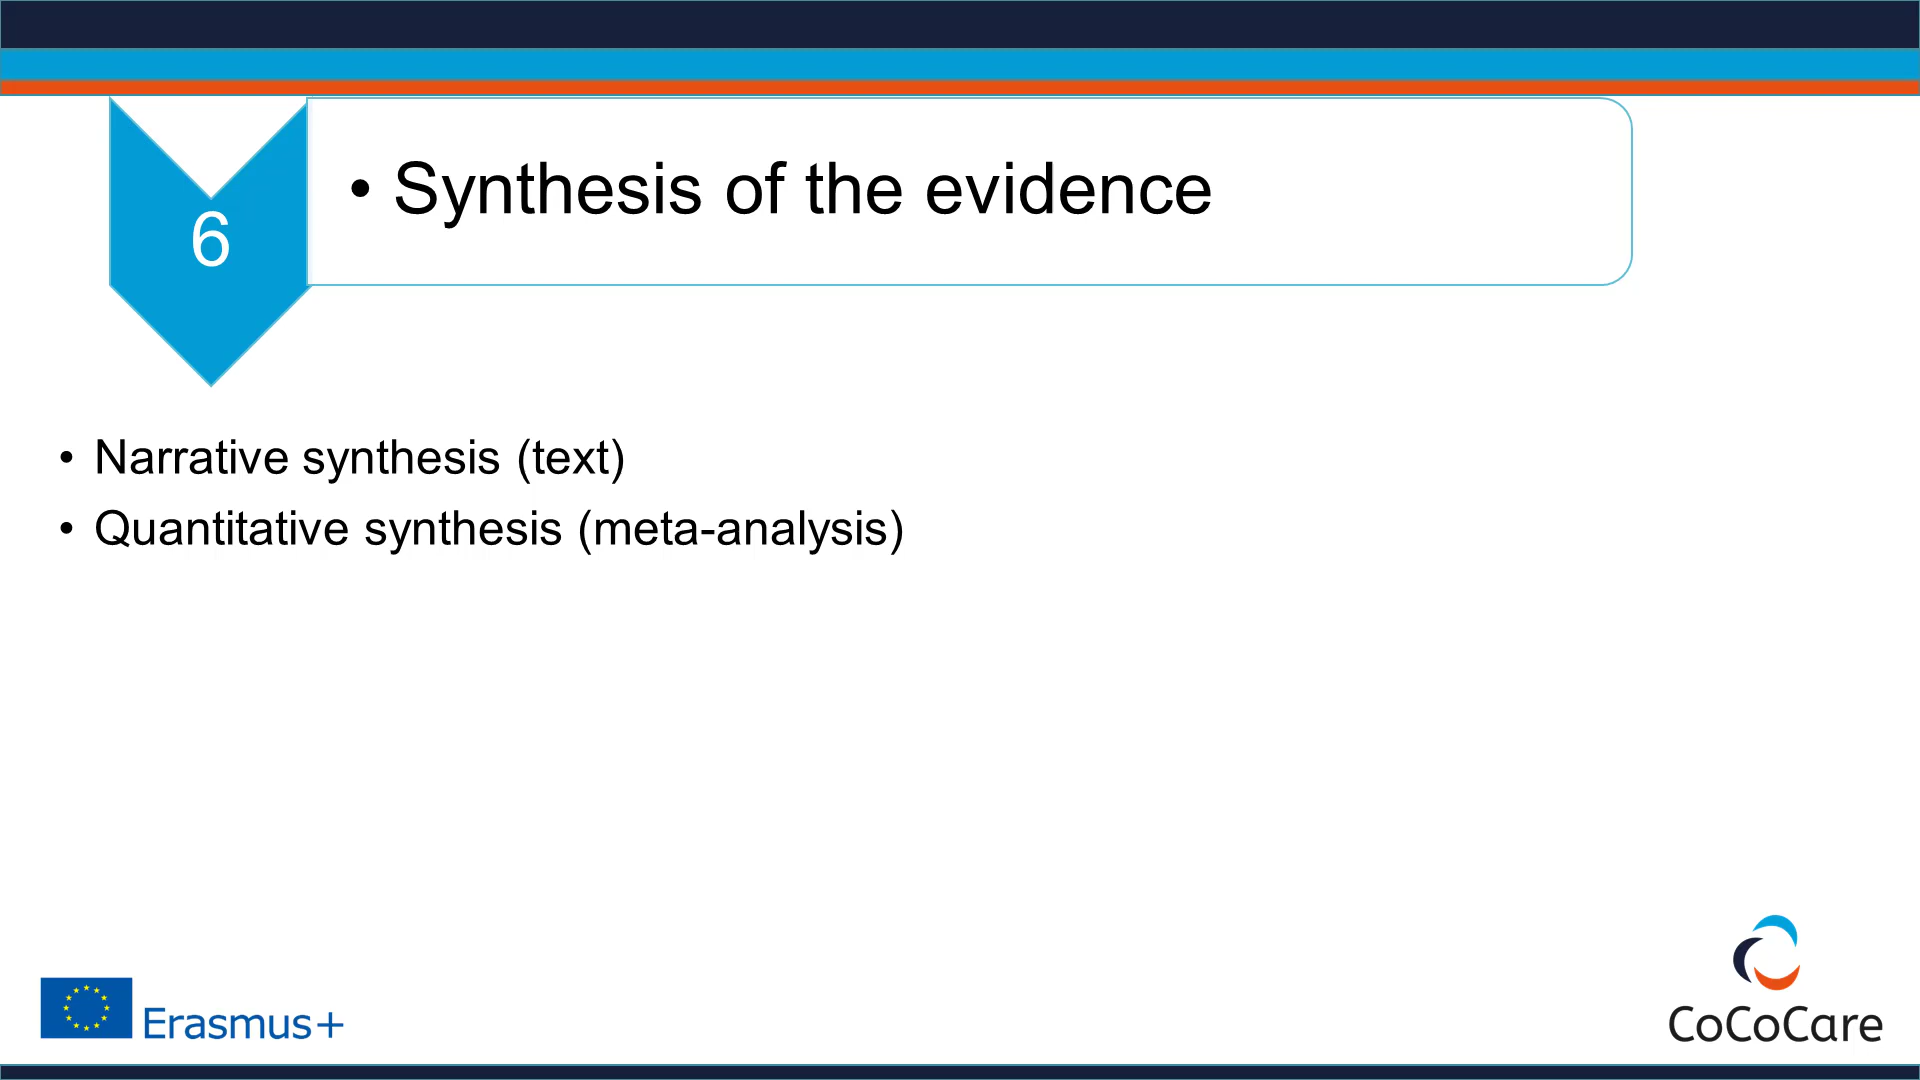 6
• Synthesis of the evidence
• Narrative synthesis (text)
• Quantitative synthesis (meta-analysis)
Erasmus+
CoCoCare